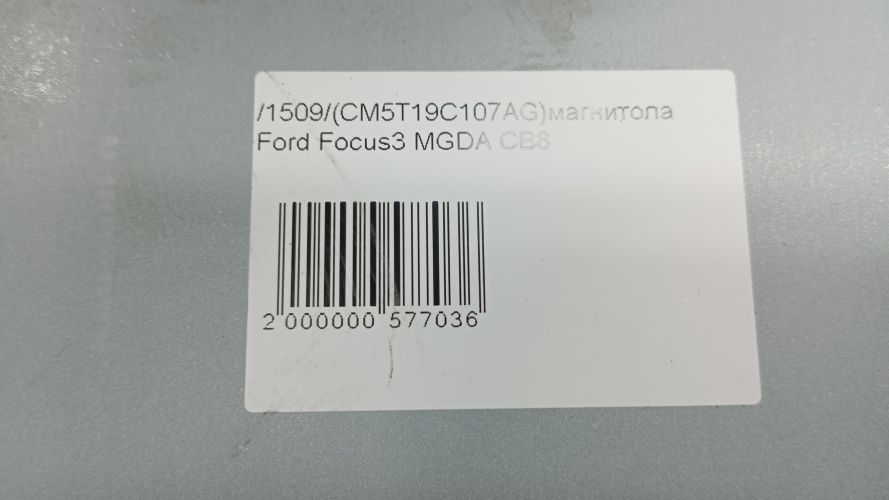 /1509/(CM5T19C107AG)магнитола
Ford Focus3 MGDA CB8
2 000000 577036